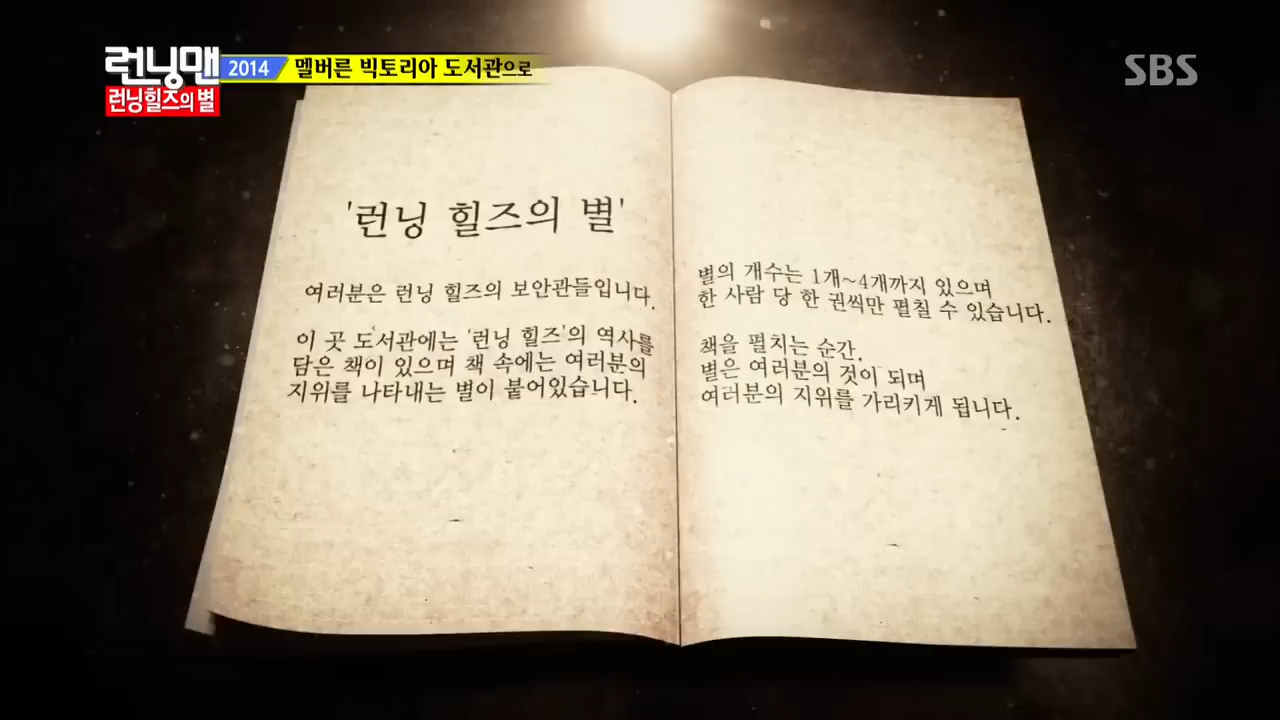 런닝맨
런닝힐즈의 별
2014
멜버른 빅토리아 도서관으로
SBS
'런닝 힐즈의 별'
여러분은 런닝 힐즈의 보안관들입니다.
이 곳 도서관에는 '런닝 힐즈'의 역사를
담은 책이 있으며 책 속에는 여러분의
지위를 나타내는 별이 붙어있습니다.
별의 개수는 1개~4개까지 있으며
한 사람 당 한 권씩만 펼칠 수 있습니다.
책을 펼치는 순간.
별은 여러분의 것이 되며
여러분의 지위를 가리키게 됩니다.